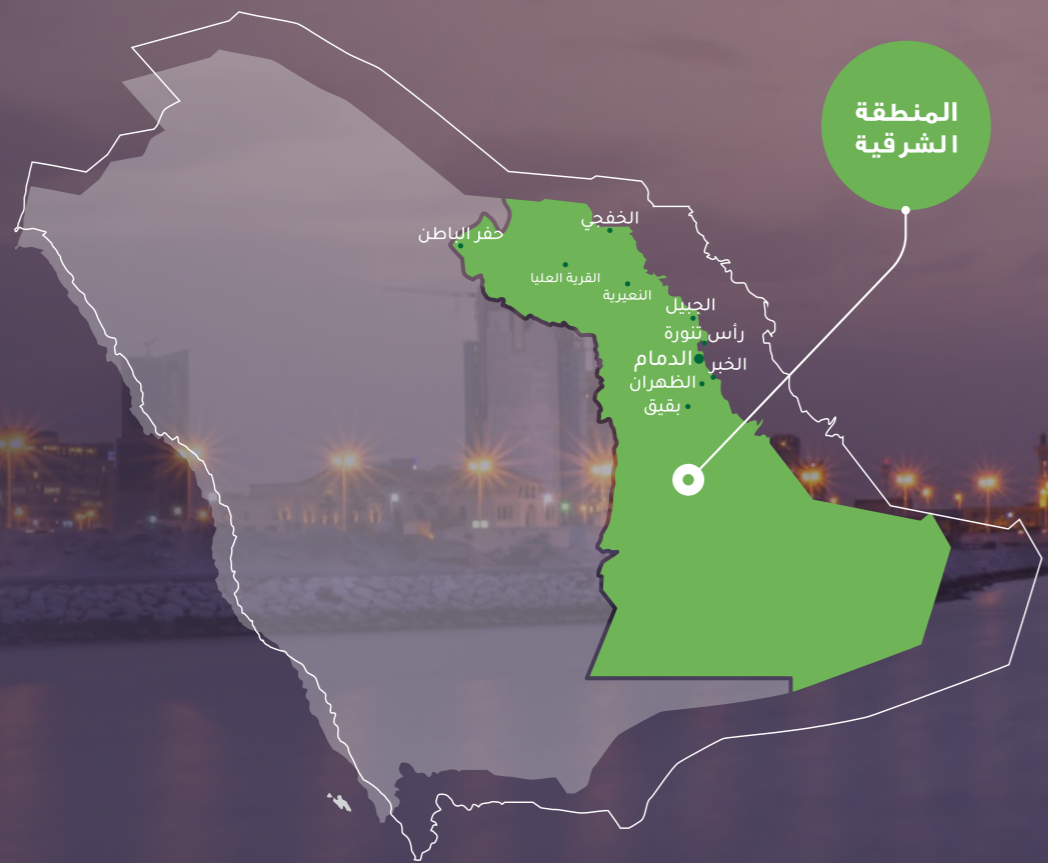 المنطقة
الشرقية
الخفجي
حفر الباطن
القرية العليا
النعيرية
الجبيل
رأس تنورة
الدمام
الخبر
الظهران
بقيق